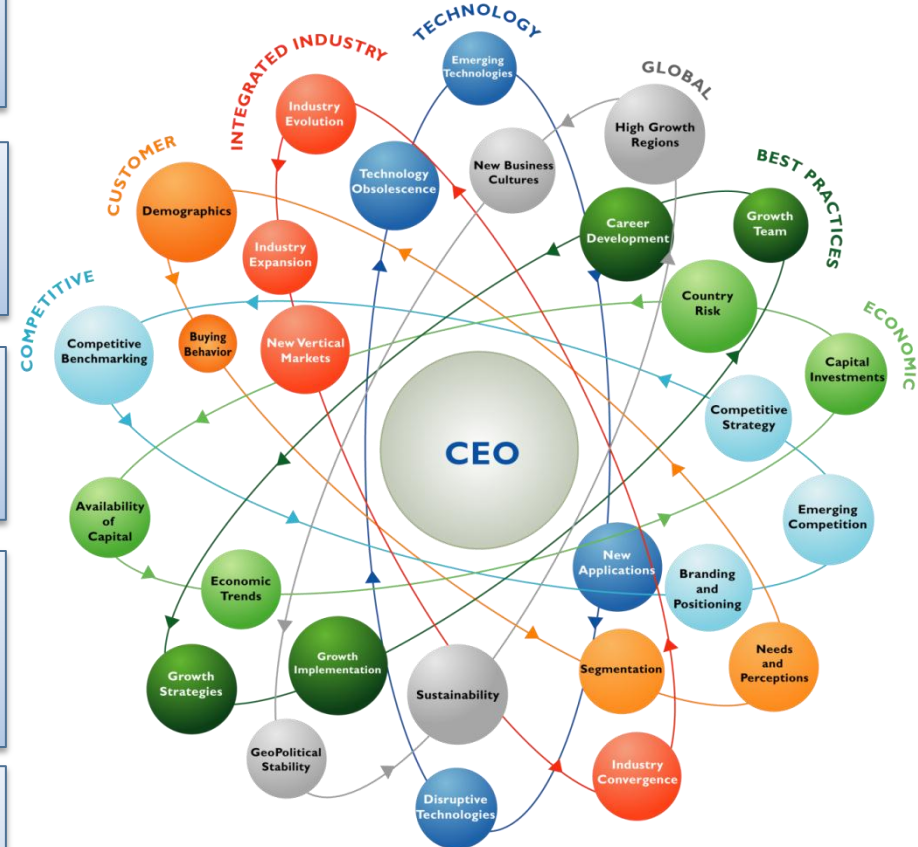 TECHNOLOGY
INTEGRATED INDUSTRY
GLOBAL
CUSTOMER
BEST PRACTICES
COMPETITIVE
ECONOMIC
Emerging
Technologies
Industry
Evolution
High Growth
Regions
New Business
Cultures
Technology
Obsolescence
Demographics
Career
Development
Growth
Team
Industry
Expansion
Country
Risk
Buying
Behavior
New Vertical
Markets
Competitive
Benchmarking
Capital
Investments
Competitive
Strategy
CEO
Availability
of
Capital
Emerging
Competition
New
Applications
Economic
Trends
Branding
and
Positioning
Growth
Implementation
Needs
and
Perceptions
Segmentation
Growth
Strategies
Sustainability
GeoPolitical
Stability
Industry
Convergence
Disruptive
Technologies